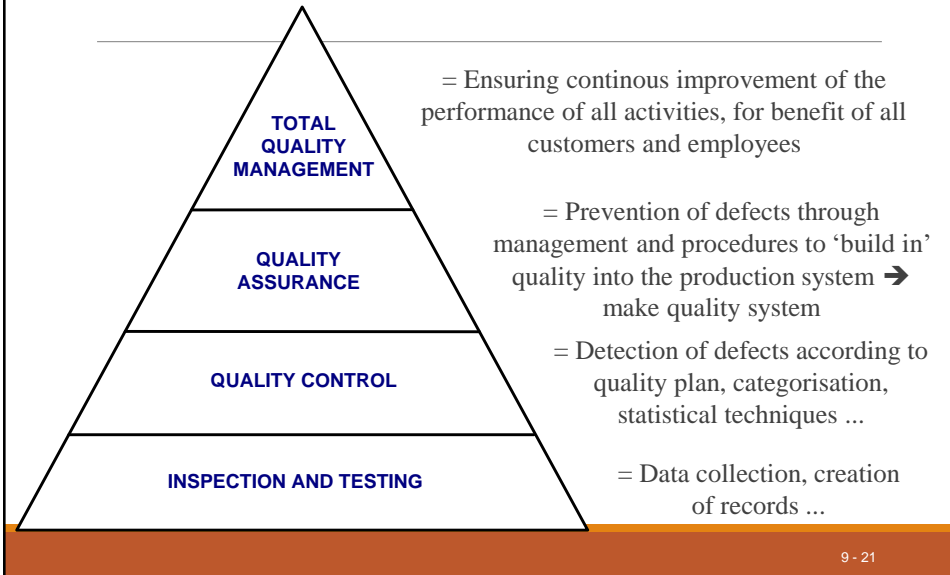 TOTAL
QUALITY
MANAGEMENT
= Ensuring continous improvement of the
performance of all activities, for benefit of all
customers and employees
QUALITY
ASSURANCE
= Prevention of defects through
management and procedures to ‘build in’
quality into the production system ➔
make quality system
QUALITY CONTROL
= Detection of defects according to
quality plan, categorisation,
statistical techniques ...
INSPECTION AND TESTING
= Data collection, creation
of records ...
9 - 21